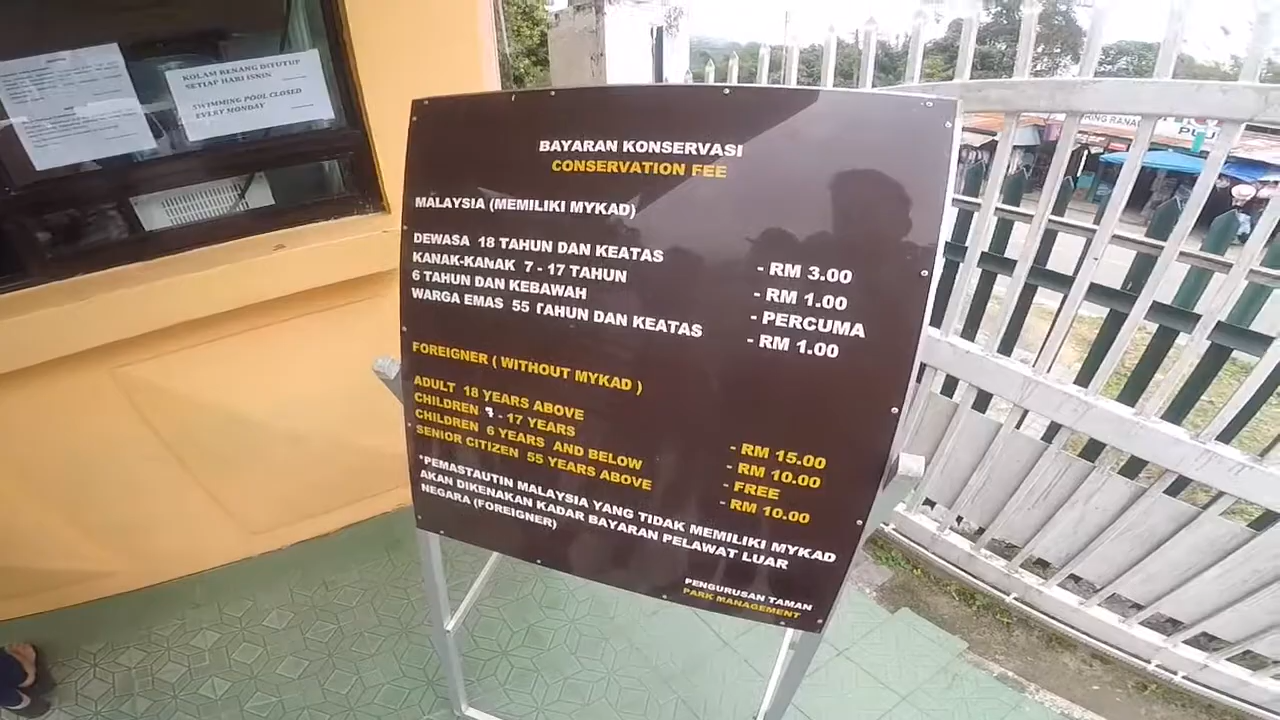 KOLAM RENANG DITUTUP
SETIAP HARI ISNIN
SWIMMING POOL CLOSED
EVERY MONDAY
BAYARAN KONSERVASI
CONSERVATION FEE
MALAYSIA (MEMILIKI MYKAD)
DEWASA 18 TAHUN DAN KEATAS - RM 3.00
KANAK-KANAK 7 - 17 TAHUN - RM 1.00
6 TAHUN DAN KEBAWAH - PERCUMA
WARGA EMAS 55 TAHUN DAN KEATAS - RM 1.00
FOREIGNER ( WITHOUT MYKAD )
ADULT 18 YEARS ABOVE - RM 15.00
CHILDREN 7 - 17 YEARS - RM 10.00
CHILDREN 6 YEARS AND BELOW - FREE
SENIOR CITIZEN 55 YEARS ABOVE - RM 10.00
*PEMASTAUTIN MALAYSIA YANG TIDAK MEMILIKI MYKAD
AKAN DIKENAKAN KADAR BAYARAN PELAWAT LUAR
NEGARA (FOREIGNER)
PENGURUSAN TAMAN
PARK MANAGEMENT